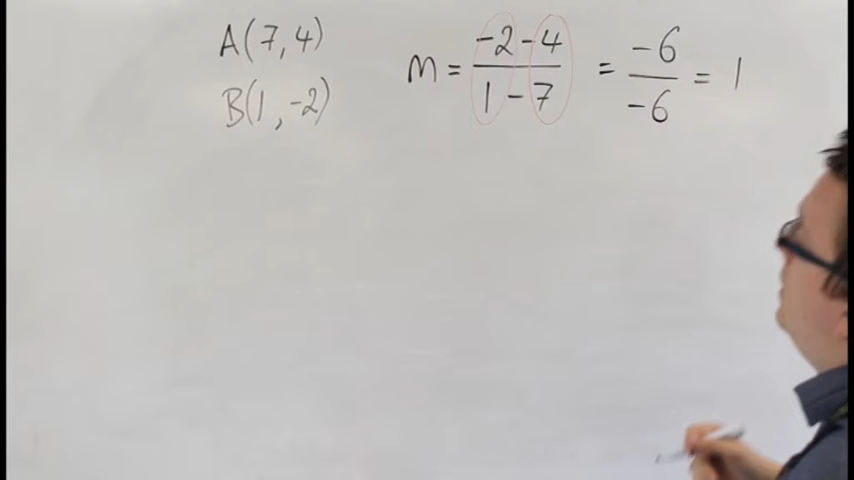 A(7,4)
B(1,-2)
m = -2-4 / 1-7 = -6 / -6 = 1